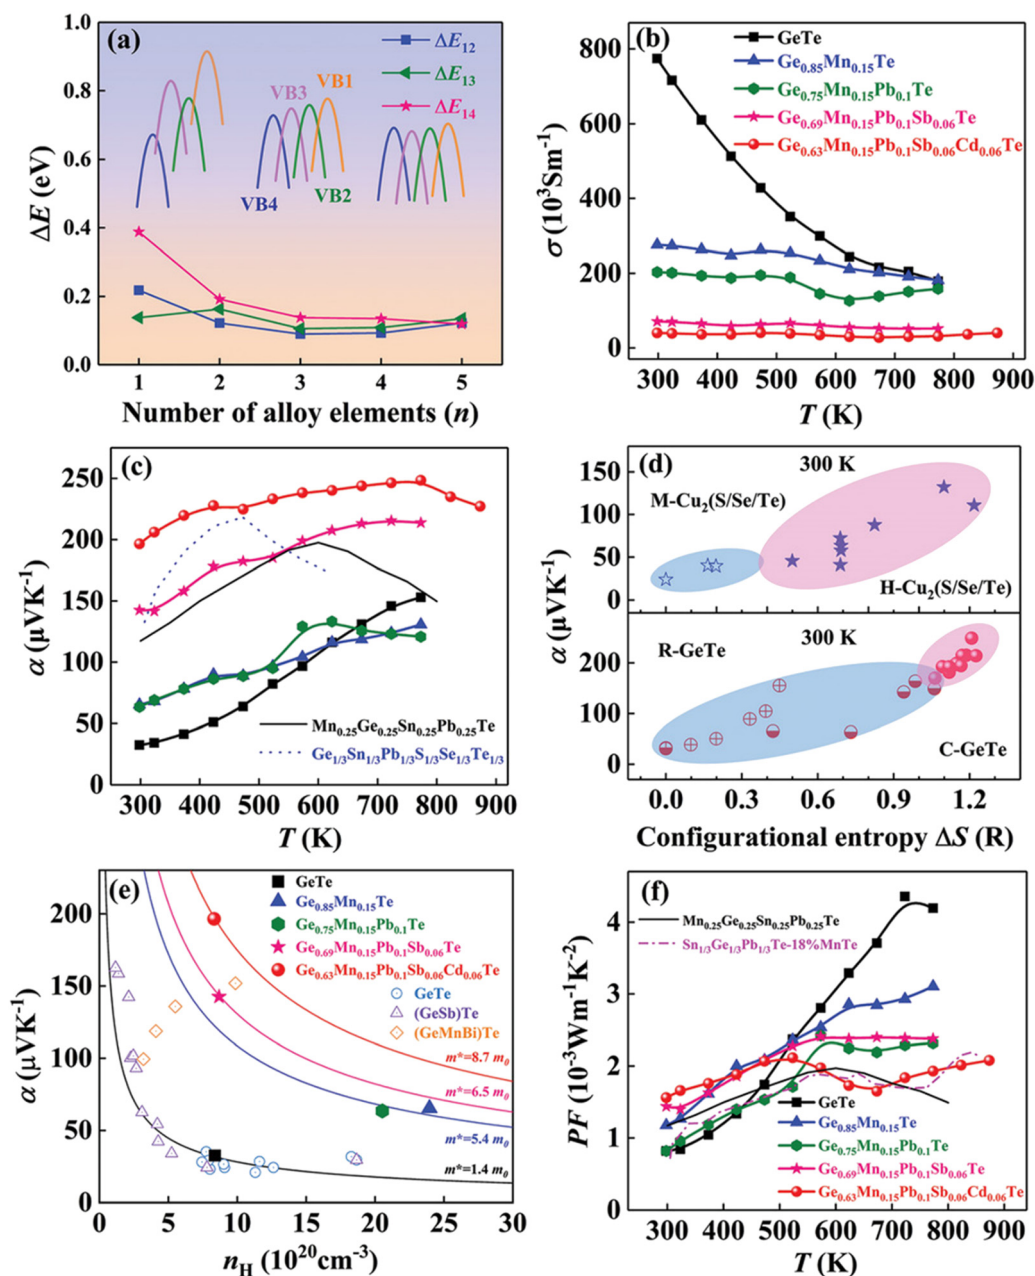 (a)
ΔE12
ΔE13
ΔE14
VB1
VB3
VB4
VB2
1.0
0.8
0.6
0.4
0.2
0.0
ΔE (eV)
1 2 3 4 5
Number of alloy elements (n)
(b)
GeTe
Ge0.85Mn0.15Te
Ge0.75Mn0.15Pb0.1Te
Ge0.69Mn0.15Pb0.1Sb0.06Te
Ge0.63Mn0.15Pb0.1Sb0.06Cd0.06Te
800
600
400
200
0
σ (10³Sm⁻¹)
300 400 500 600 700 800 900
T (K)
(c)
250
200
150
100
50
0
α (μVK⁻¹)
Mn0.25Ge0.25Sn0.25Pb0.25Te
Ge1/3Sn1/3Pb1/3S1/3Se1/3Te1/3
300 400 500 600 700 800 900
T (K)
(d)
300 K
M-Cu2(S/Se/Te)
H-Cu2(S/Se/Te)
150
100
50
0
300 K
R-GeTe
C-GeTe
200
100
0
α (μVK⁻¹)
0.0 0.3 0.6 0.9 1.2
Configurational entropy ΔS (R)
(e)
GeTe
Ge0.85Mn0.15Te
Ge0.75Mn0.15Pb0.1Te
Ge0.69Mn0.15Pb0.1Sb0.06Te
Ge0.63Mn0.15Pb0.1Sb0.06Cd0.06Te
GeTe
(GeSb)Te
(GeMnBi)Te
m*=8.7 m0
m*=6.5 m0
m*=5.4 m0
m*=1.4 m0
200
150
100
50
0
α (μVK⁻¹)
0 5 10 15 20 25 30
nH (10²⁰cm⁻³)
(f)
Mn0.25Ge0.25Sn0.25Pb0.25Te
Sn1/3Ge1/3Pb1/3Te-18%MnTe
GeTe
Ge0.85Mn0.15Te
Ge0.75Mn0.15Pb0.1Te
Ge0.69Mn0.15Pb0.1Sb0.06Te
Ge0.63Mn0.15Pb0.1Sb0.06Cd0.06Te
4
3
2
1
0
PF (10⁻³Wm⁻¹K⁻²)
300 400 500 600 700 800 900
T (K)